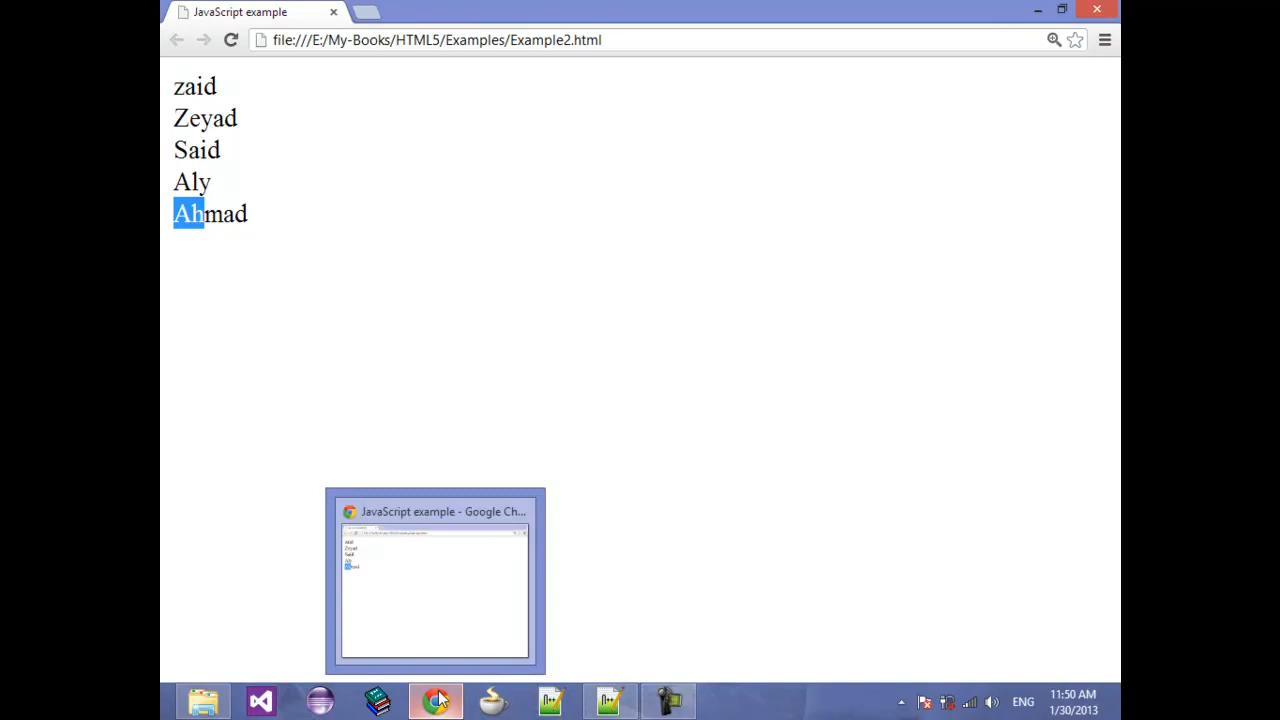 JavaScript example
file:///E:/My-Books/HTML5/Examples/Example2.html
zaid
Zeyad
Said
Aly
Ahmad
JavaScript example - Google Ch...
ENG
11:50 AM
1/30/2013